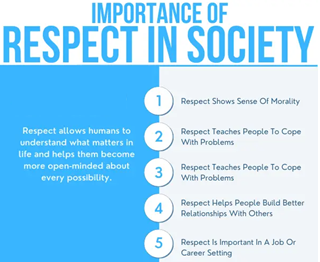 IMPORTANCE OF
RESPECT IN SOCIETY
Respect allows humans to
understand what matters in
life and helps them become
more open-minded about
every possibility.
1
Respect Shows Sense Of Morality
2
Respect Teaches People To Cope
With Problems
3
Respect Teaches People To Cope
With Problems
4
Respect Helps People Build Better
Relationships With Others
5
Respect Is Important In A Job Or
Career Setting